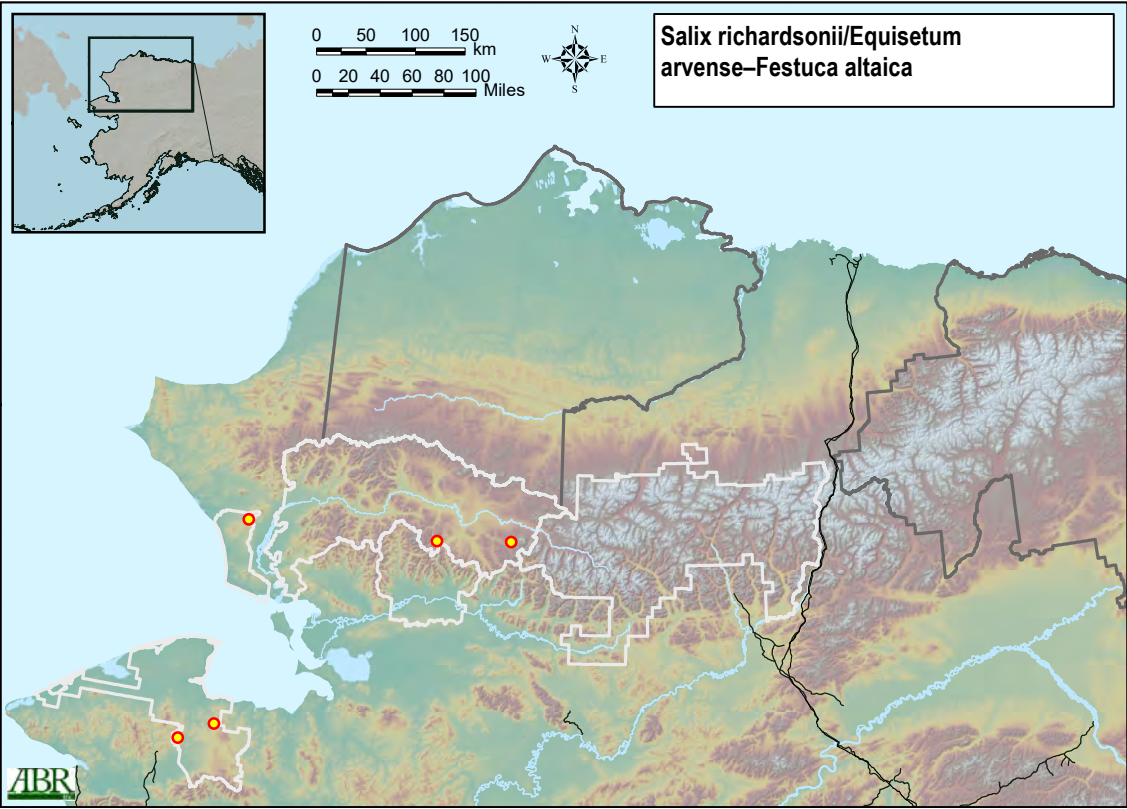 0 50 100 150
km
0 20 40 60 80 100
Miles
N
W E
S
Salix richardsonii/Equisetum
arvense–Festuca altaica
ABR